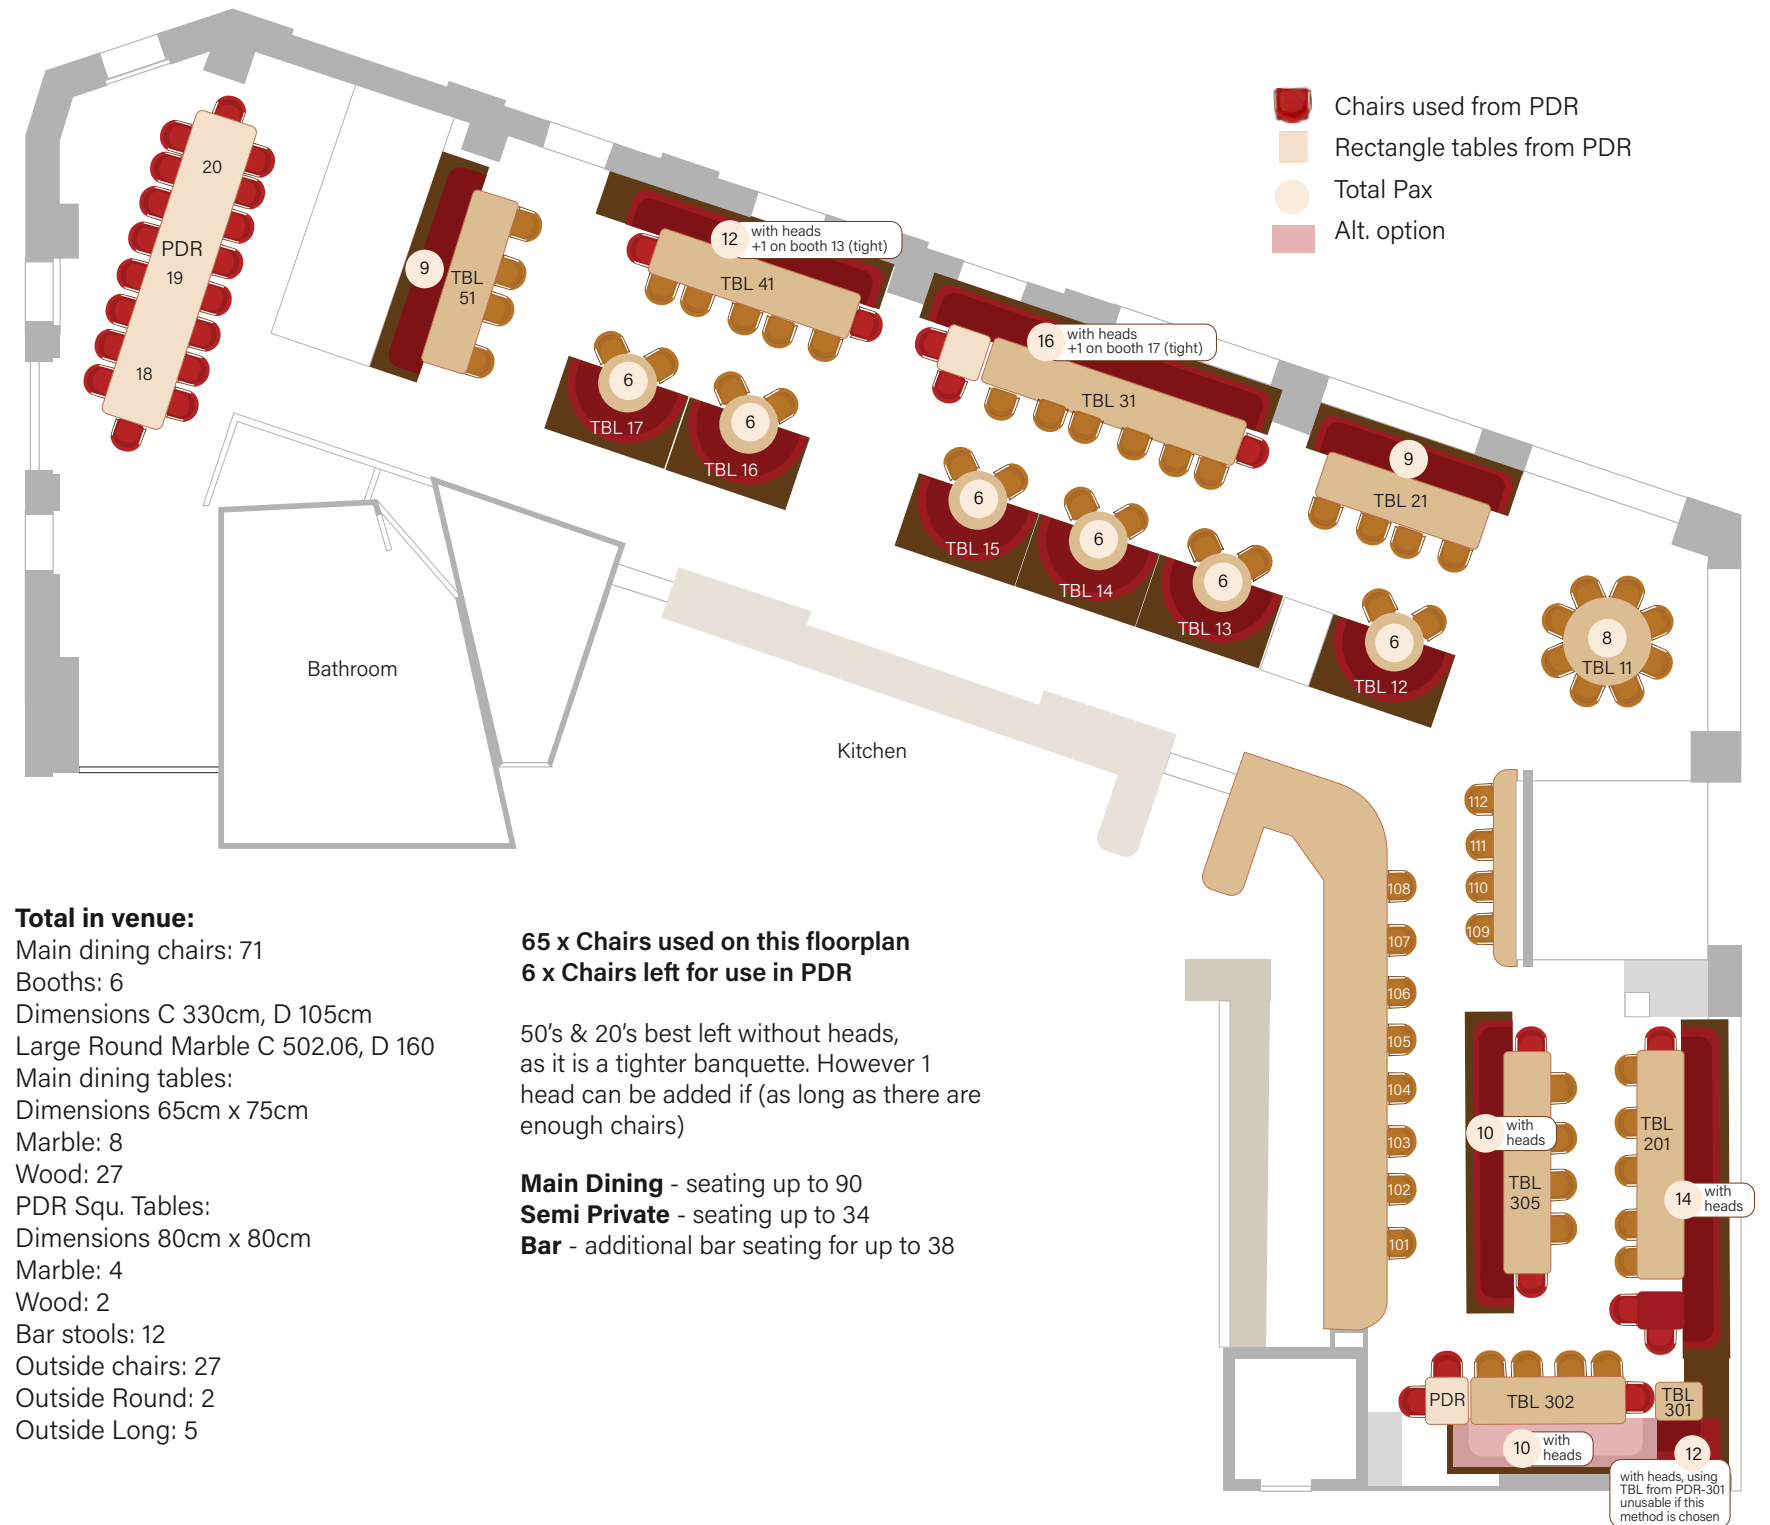 Chairs used from PDR
Rectangle tables from PDR
Total Pax
Alt. option
20
PDR
19
18
9
TBL
51
12
with heads
+1 on booth 13 (tight)
TBL 41
16
with heads
+1 on booth 17 (tight)
TBL 31
9
TBL 21
6
TBL 17
6
TBL 16
6
TBL 15
6
TBL 14
6
TBL 13
6
TBL 12
8
TBL 11
Bathroom
Kitchen
112
111
110
109
108
107
106
105
104
103
102
101
10
with
heads
TBL
305
TBL
201
14
with
heads
PDR
TBL 302
TBL
301
10
with
heads
12
with heads, using
TBL from PDR-301
unusable if this
method is chosen
Total in venue:
Main dining chairs: 71
Booths: 6
Dimensions C 330cm, D 105cm
Large Round Marble C 502.06, D 160
Main dining tables:
Dimensions 65cm x 75cm
Marble: 8
Wood: 27
PDR Squ. Tables:
Dimensions 80cm x 80cm
Marble: 4
Wood: 2
Bar stools: 12
Outside chairs: 27
Outside Round: 2
Outside Long: 5
65 x Chairs used on this floorplan
6 x Chairs left for use in PDR
50's & 20's best left without heads,
as it is a tighter banquette. However 1
head can be added if (as long as there are
enough chairs)
Main Dining - seating up to 90
Semi Private - seating up to 34
Bar - additional bar seating for up to 38